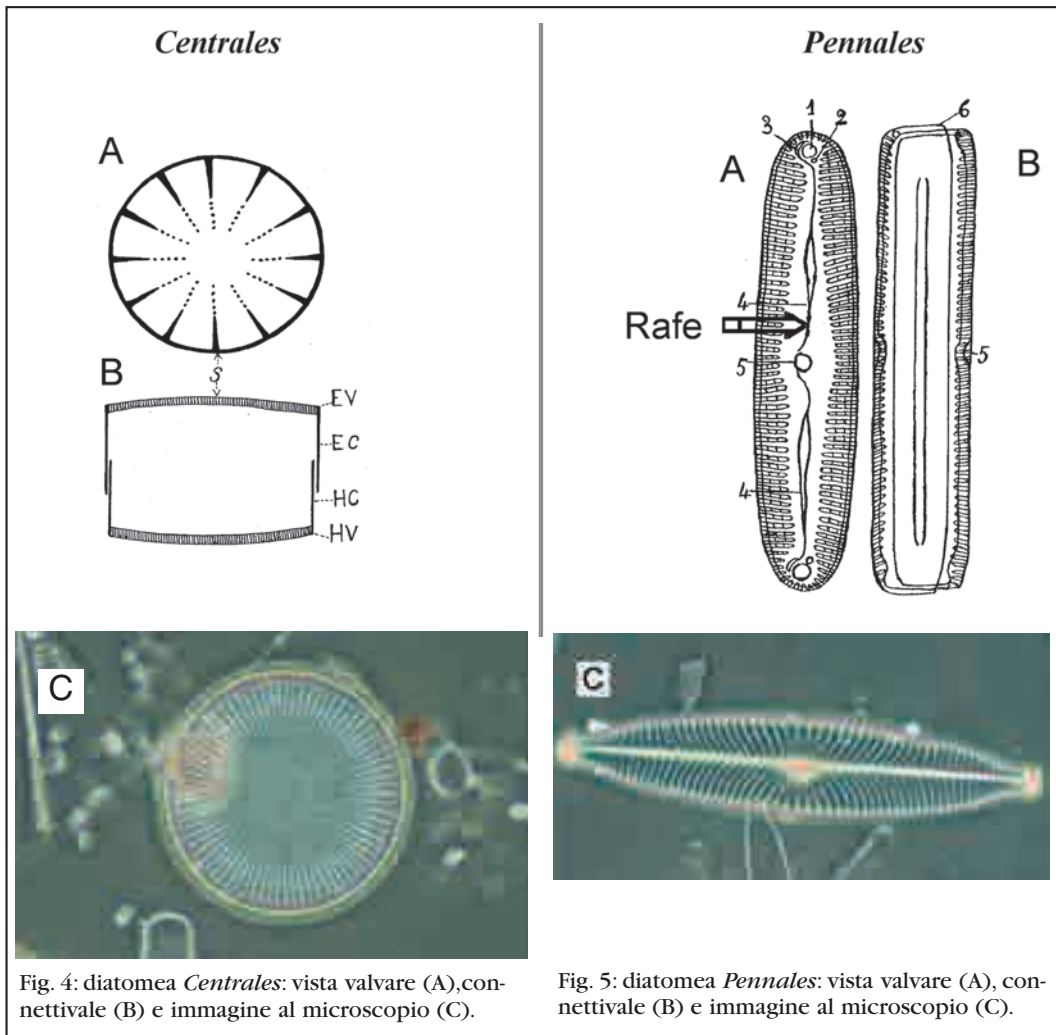 Centrales
A
B
S
EV
EC
HC
HV
C
Fig. 4: diatomea Centrales: vista valvare (A),con-
nettivale (B) e immagine al microscopio (C).
Pennales
1
3
2
6
A
B
4
Rafe
5
5
4
C
Fig. 5: diatomea Pennales: vista valvare (A), con-
nettivale (B) e immagine al microscopio (C).